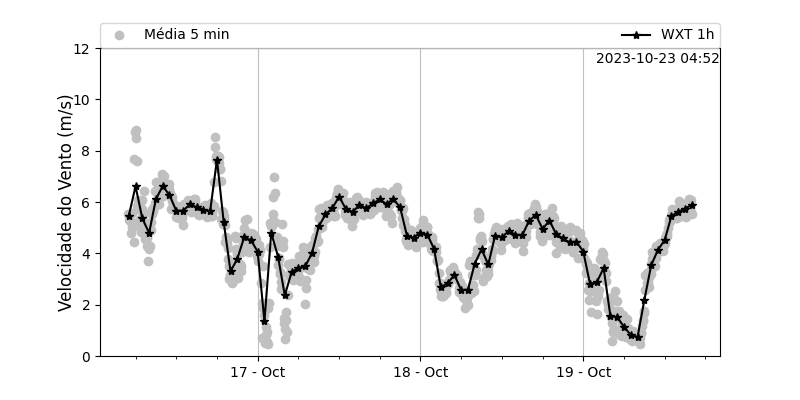 Média 5 min
WXT 1h
2023-10-23 04:52
Velocidade do Vento (m/s)
12
10
8
6
4
2
0
17 - Oct
18 - Oct
19 - Oct